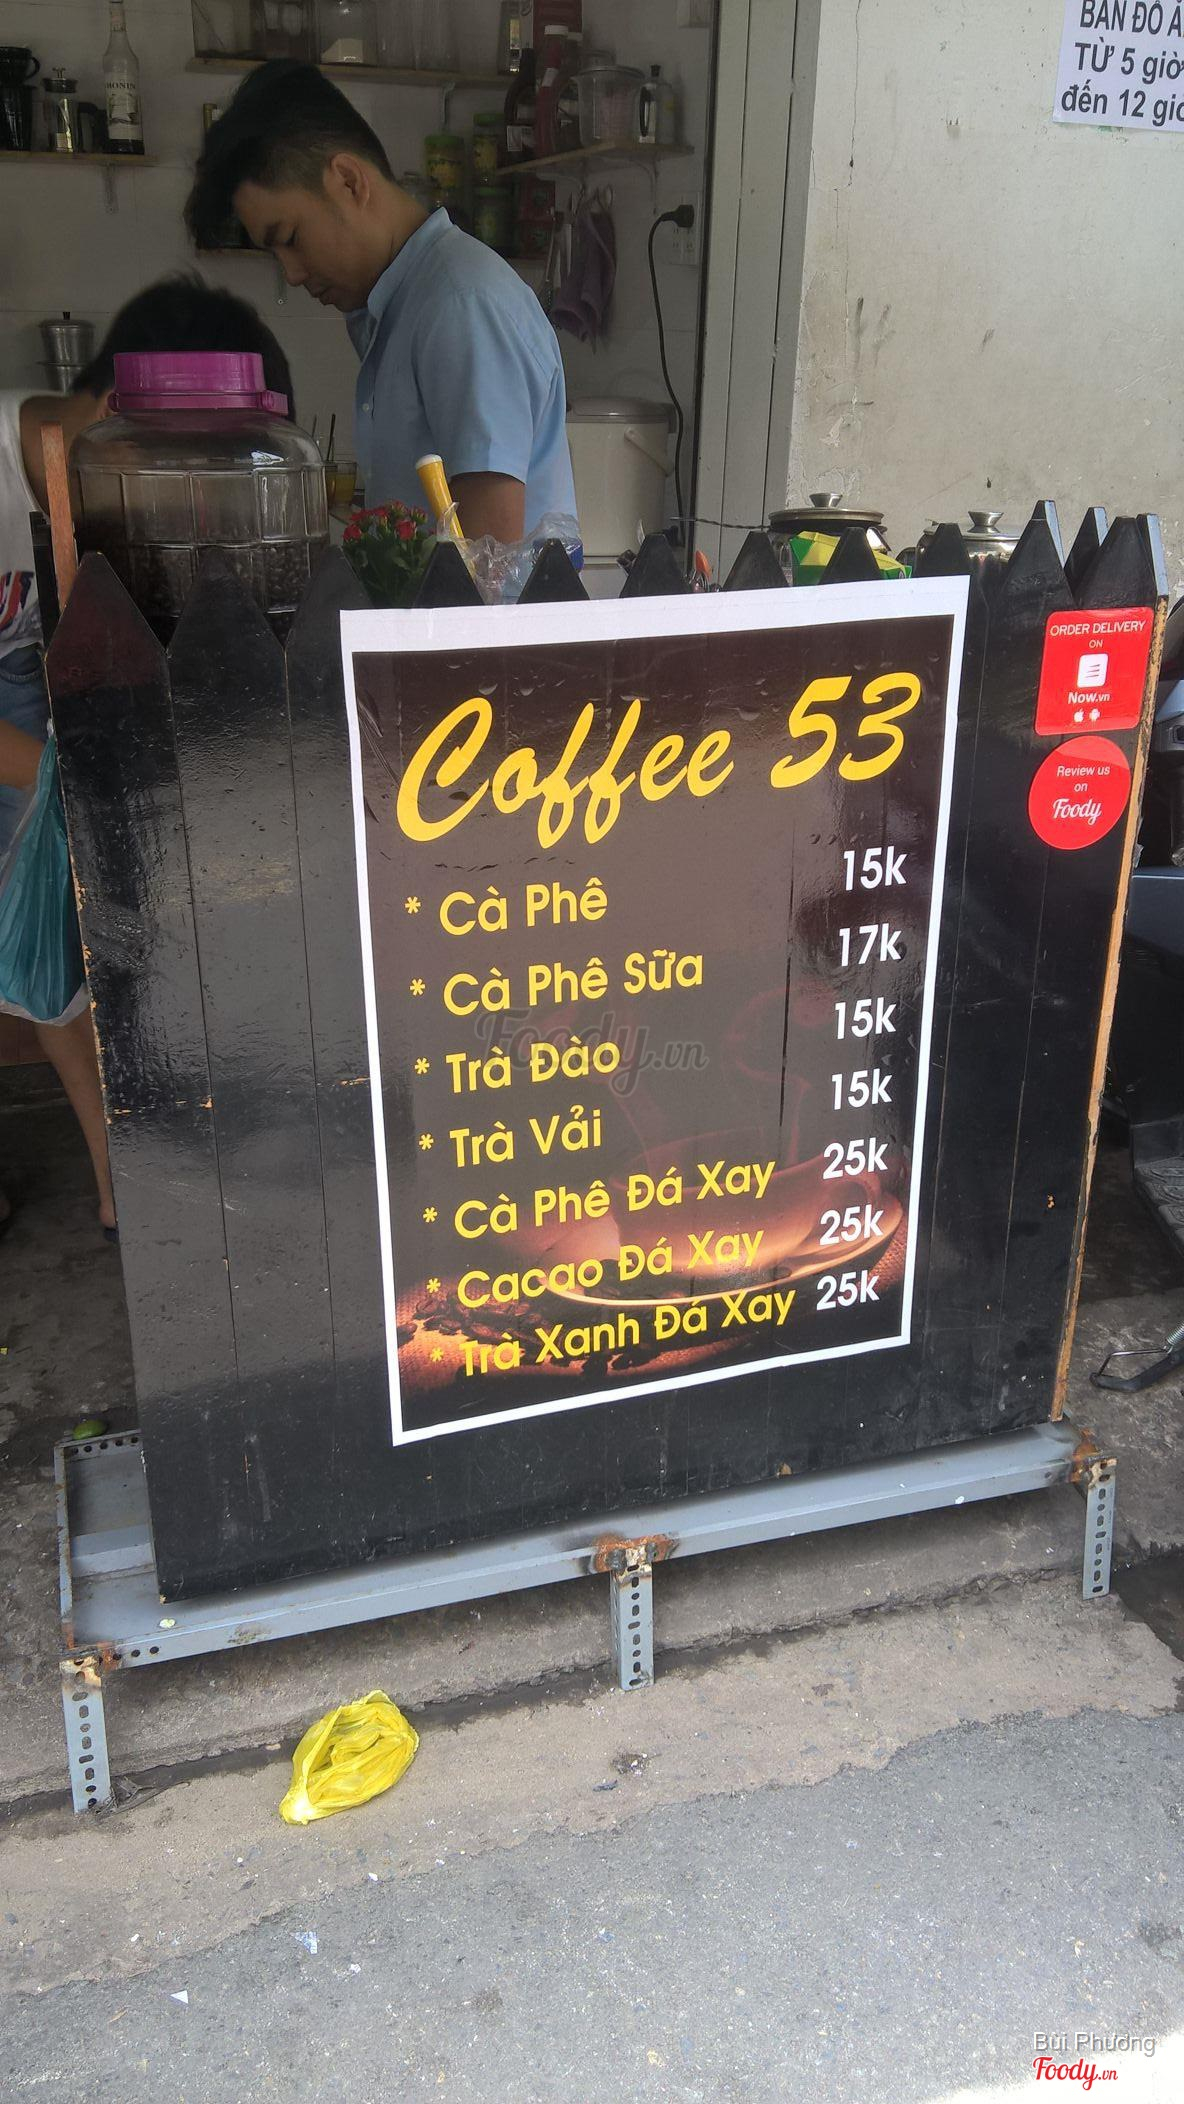 BÁN ĐỒ
TỪ 5 giờ
đến 12
MONIN
ORDER DELIVERY
ON
Now.vn
Review us
on
Foody
Coffee 53
* Cà Phê 15k
* Cà Phê Sữa 17k
* Trà Đào 15k
* Trà Vải 15k
* Cà Phê Đá Xay 25k
* Cacao Đá Xay 25k
* Trà Xanh Đá Xay 25k
Foody.vn
Bùi Phương
Foody.vn